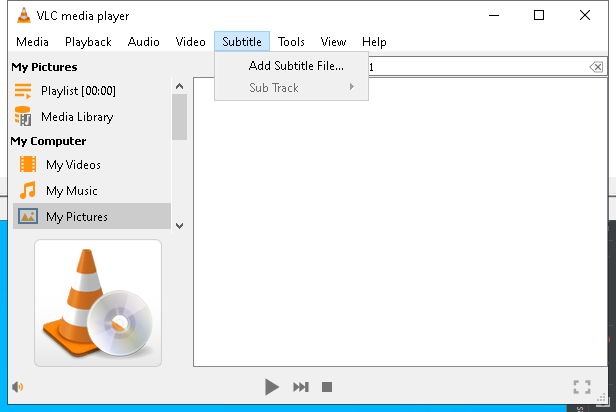 VLC media player
Media Playback Audio Video Subtitle Tools View Help
Add Subtitle File...
Sub Track
1
My Pictures
Playlist [00:00]
Media Library
My Computer
My Videos
My Music
My Pictures